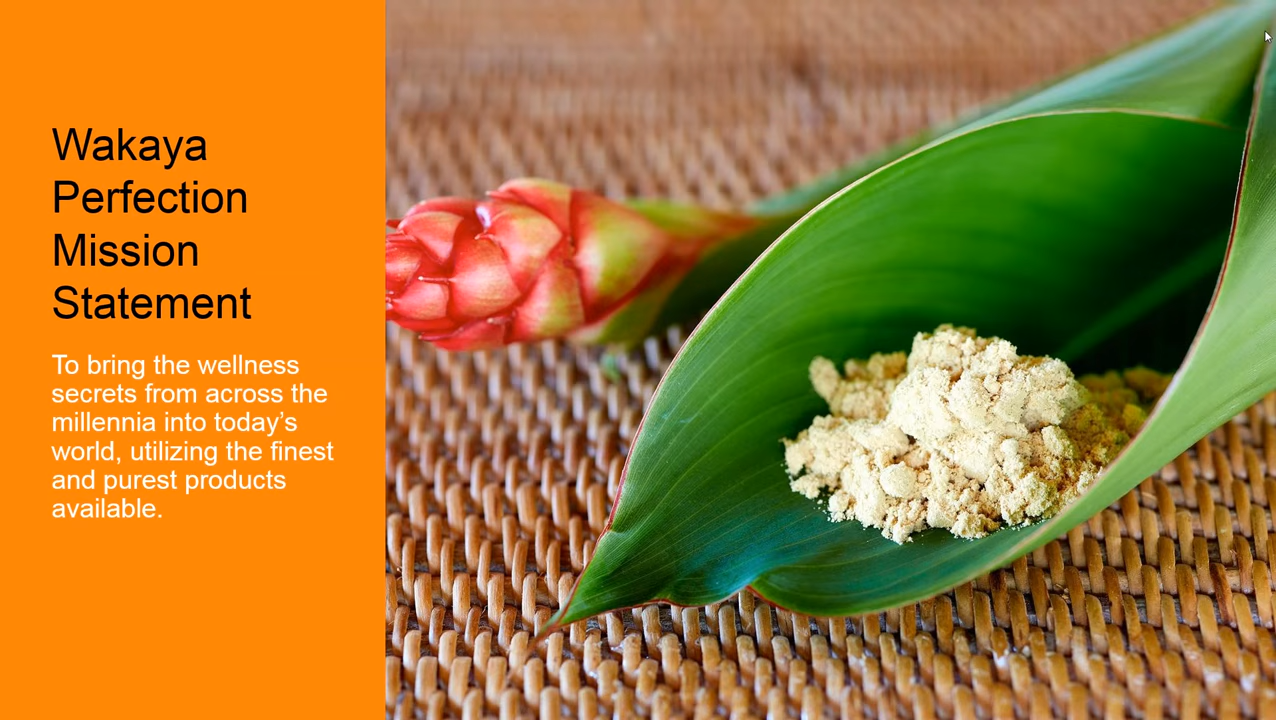 Wakaya
Perfection
Mission
Statement
To bring the wellness
secrets from across the
millennia into today’s
world, utilizing the finest
and purest products
available.